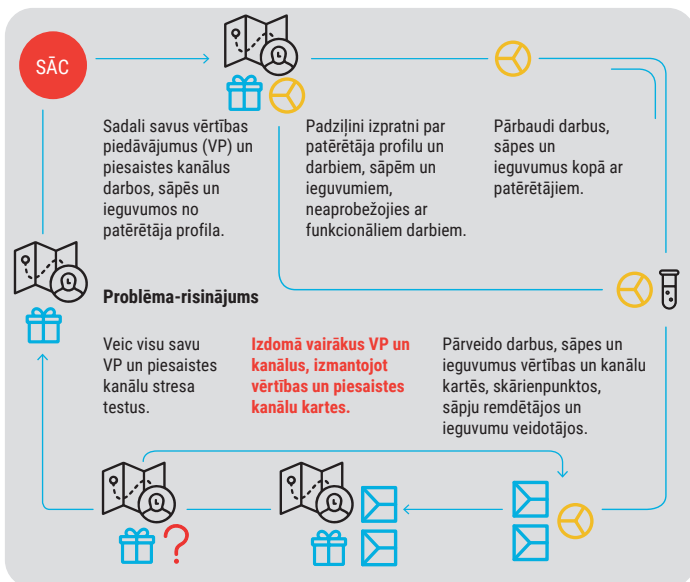 SĀC
Sadali savus vērtības
piedāvājumus (VP) un
piesaistes kanālus
darbos, sāpēs un
ieguvumos no
patērētāja profila.
Padziļini izpratni par
patērētāja profilu un
darbiem, sāpēm un
ieguvumiem,
neaprobežojies ar
funkcionāliem darbiem.
Pārbaudi darbus,
sāpes un
ieguvumus kopā ar
patērētājiem.
Problēma-risinājums
Veic visu savu
VP un piesaistes
kanālu stresa
testus.
Izdomā vairākus VP un
kanālus, izmantojot
vērtības un piesaistes
kanālu kartes.
Pārveido darbus, sāpes un
ieguvumus vērtības un kanālu
kartēs, skārienpunktos,
sāpju remdētājos un
ieguvumu veidotājos.
?